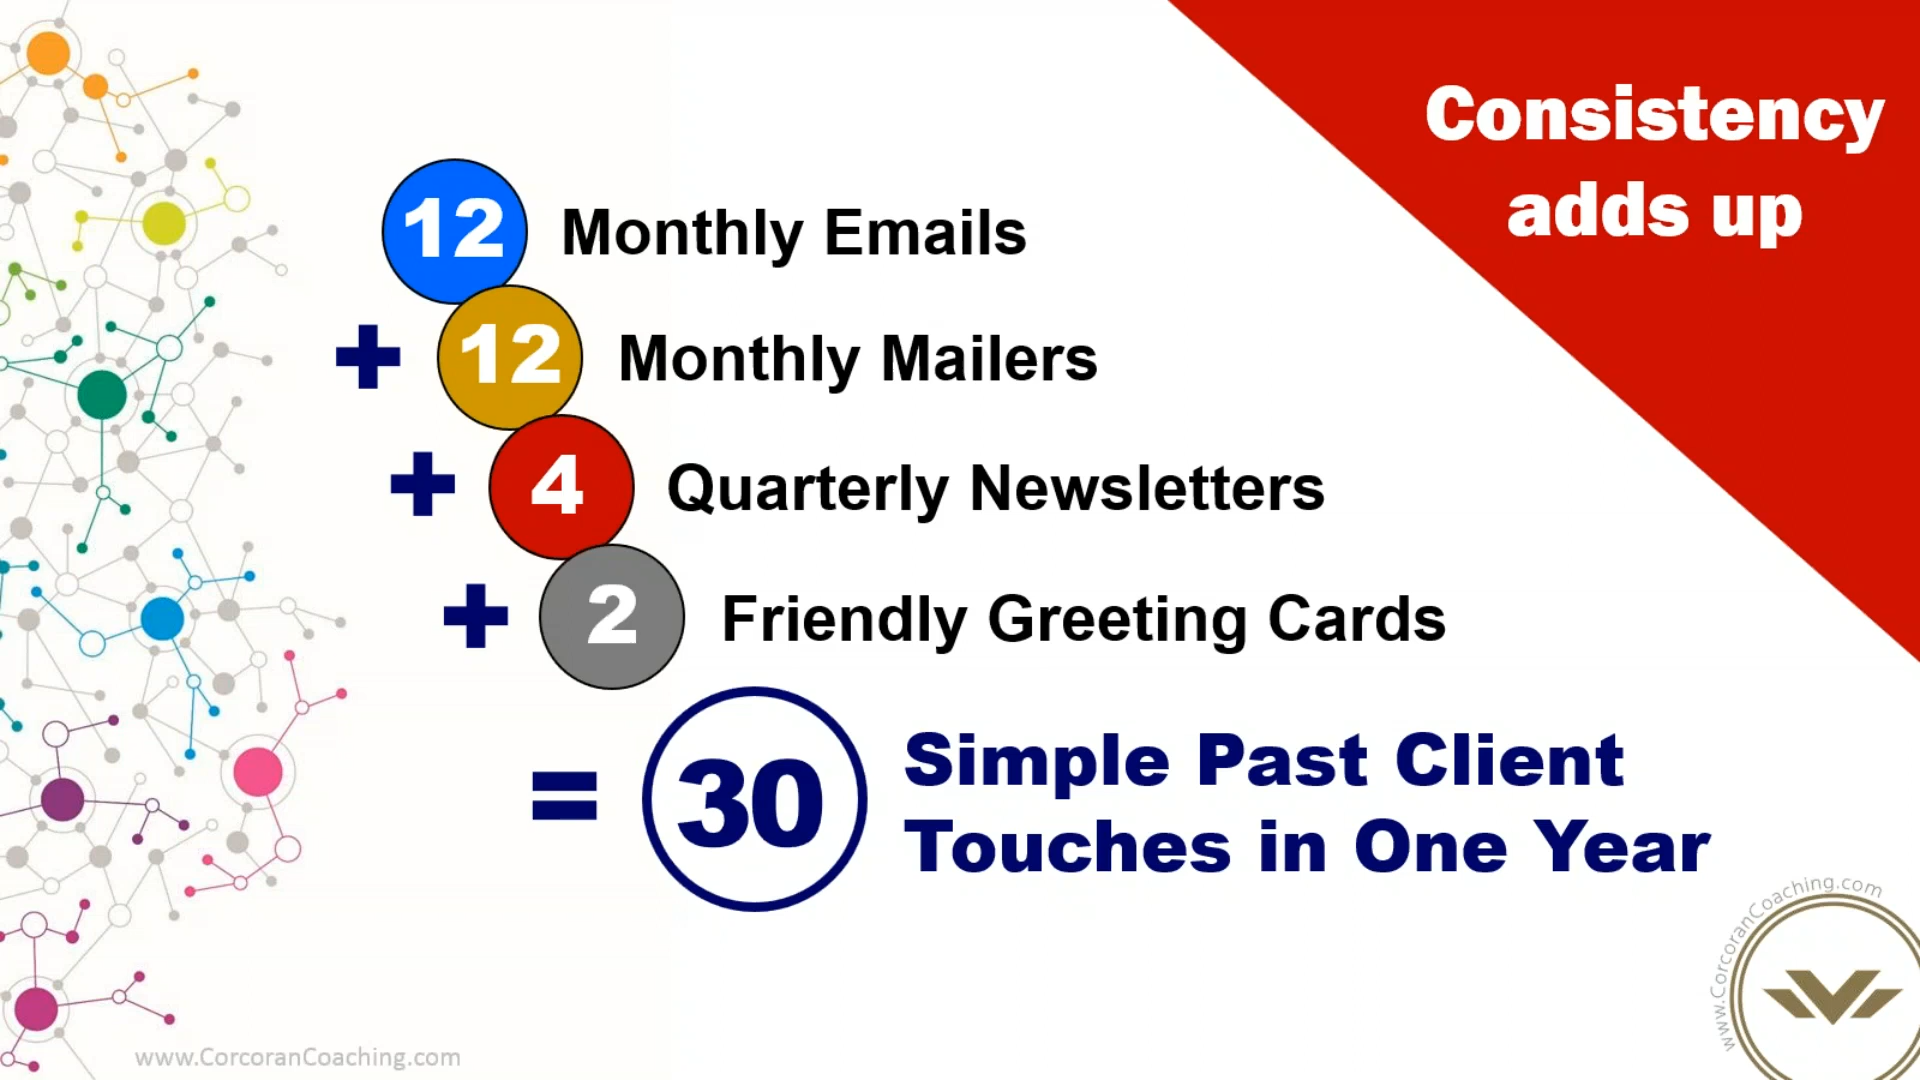 Consistency
adds up
12 Monthly Emails
+ 12 Monthly Mailers
+ 4 Quarterly Newsletters
+ 2 Friendly Greeting Cards
= 30 Simple Past Client
Touches in One Year
www.CorcoranCoaching.com
www.CorcoranCoaching.com